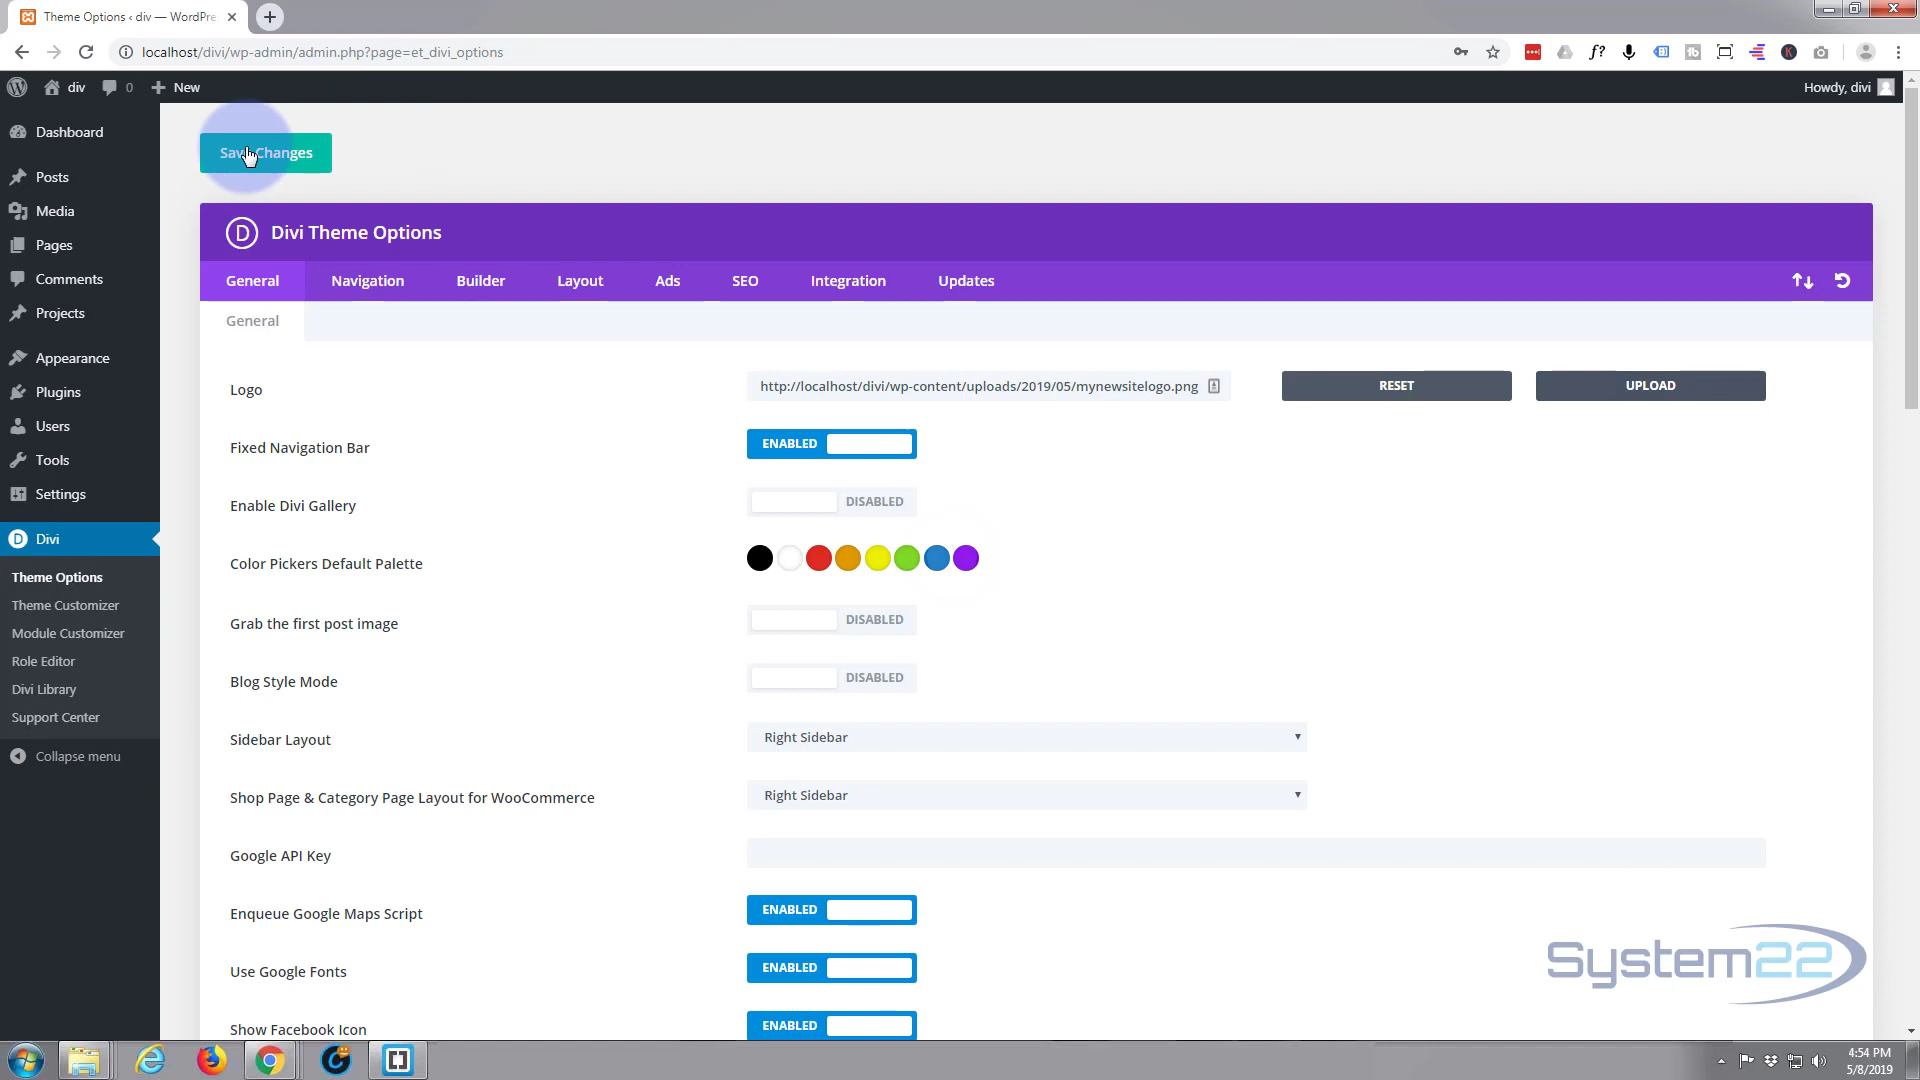 Theme Options ‹ div — WordPre
localhost/divi/wp-admin/admin.php?page=et_divi_options
div
0
New
Howdy, divi
Dashboard
Posts
Media
Pages
Comments
Projects
Appearance
Plugins
Users
Tools
Settings
Divi
Theme Options
Theme Customizer
Module Customizer
Role Editor
Divi Library
Support Center
Collapse menu
Save Changes
D Divi Theme Options
General Navigation Builder Layout Ads SEO Integration Updates
General
Logo http://localhost/divi/wp-content/uploads/2019/05/mynewsitelogo.png RESET UPLOAD
Fixed Navigation Bar ENABLED
Enable Divi Gallery DISABLED
Color Pickers Default Palette
Grab the first post image DISABLED
Blog Style Mode DISABLED
Sidebar Layout Right Sidebar
Shop Page & Category Page Layout for WooCommerce Right Sidebar
Google API Key
Enqueue Google Maps Script ENABLED
Use Google Fonts ENABLED
Show Facebook Icon ENABLED
System22
4:54 PM
5/8/2019